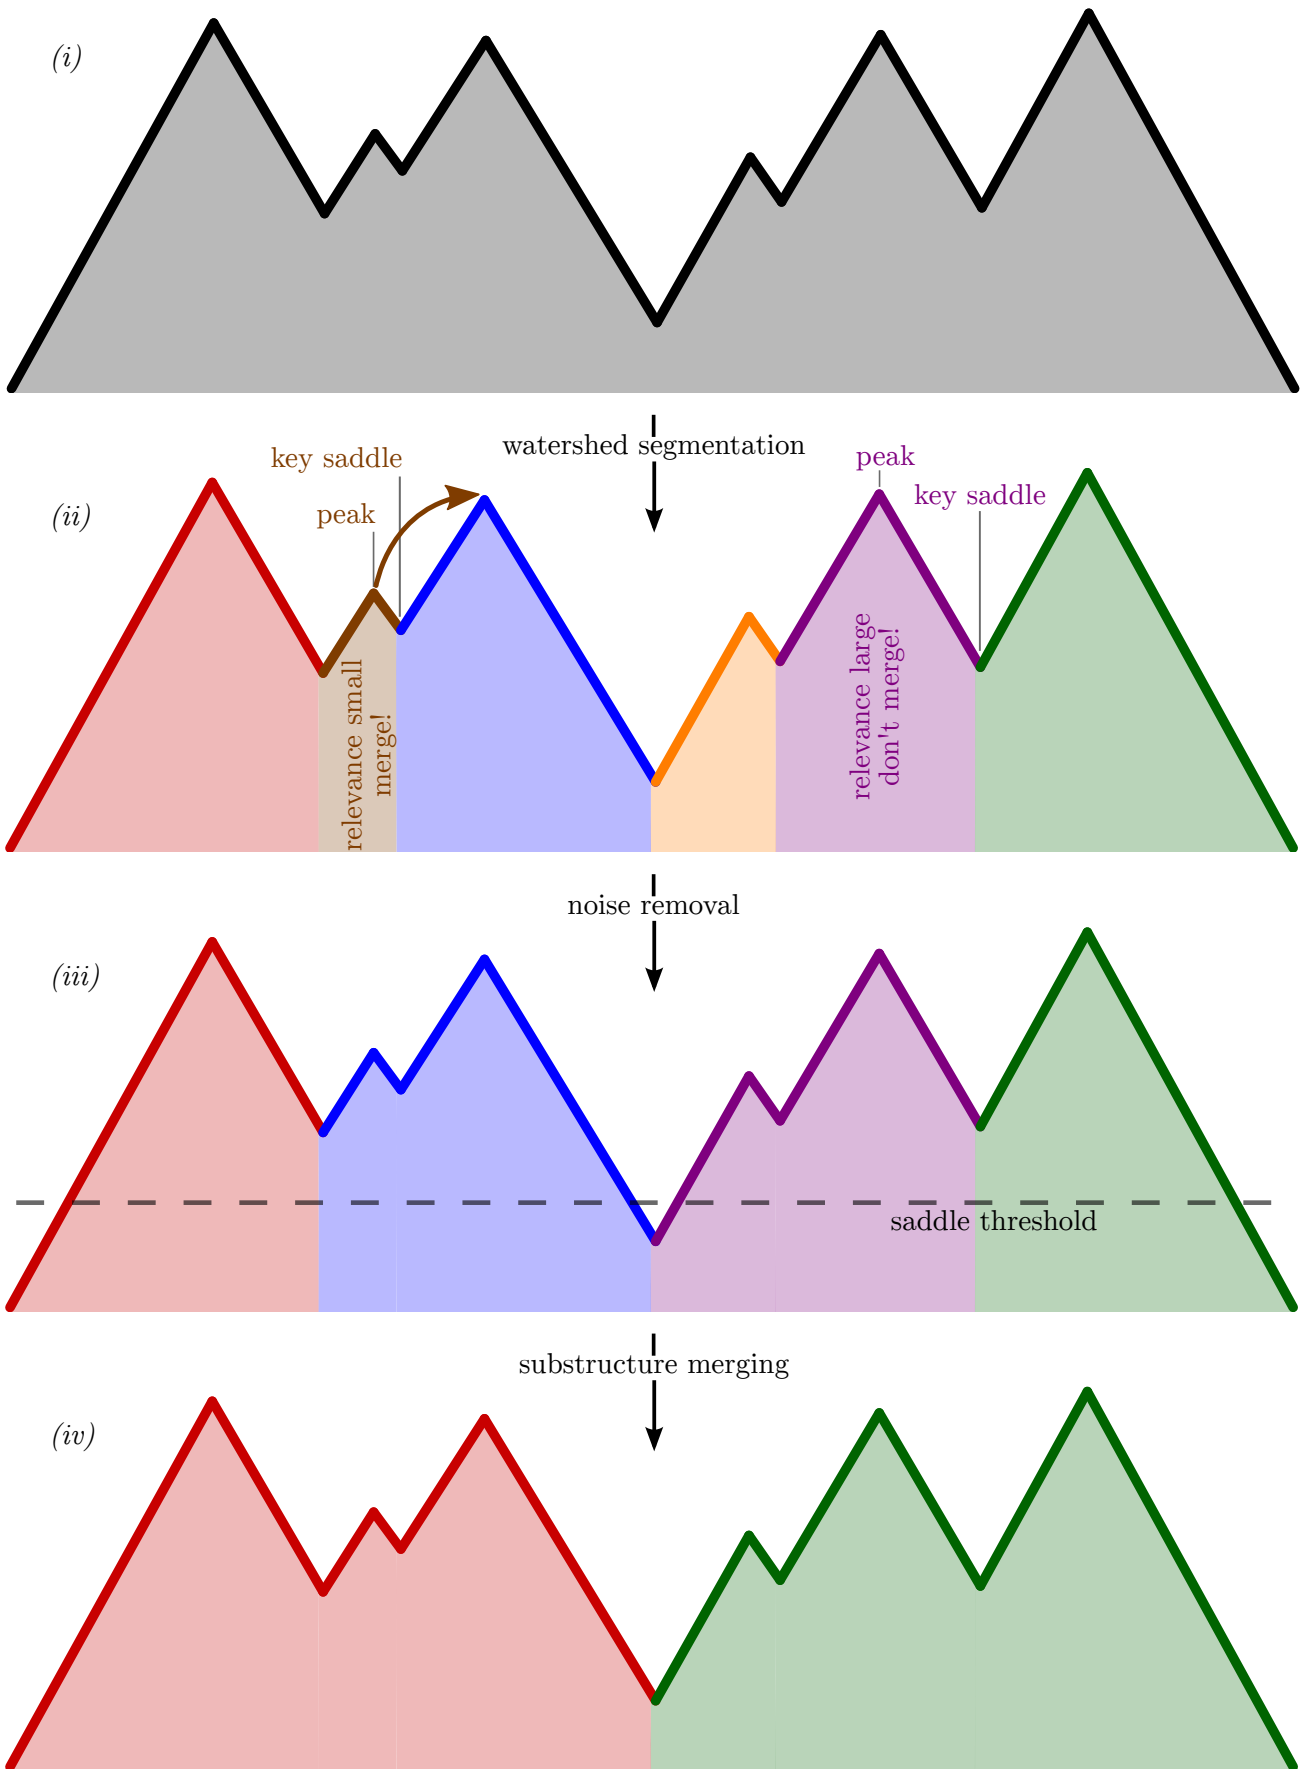 (i)
watershed segmentation
key saddle
peak
(ii)
peak
key saddle
relevance small
merge!
relevance large
don't merge!
noise removal
(iii)
saddle threshold
substructure merging
(iv)